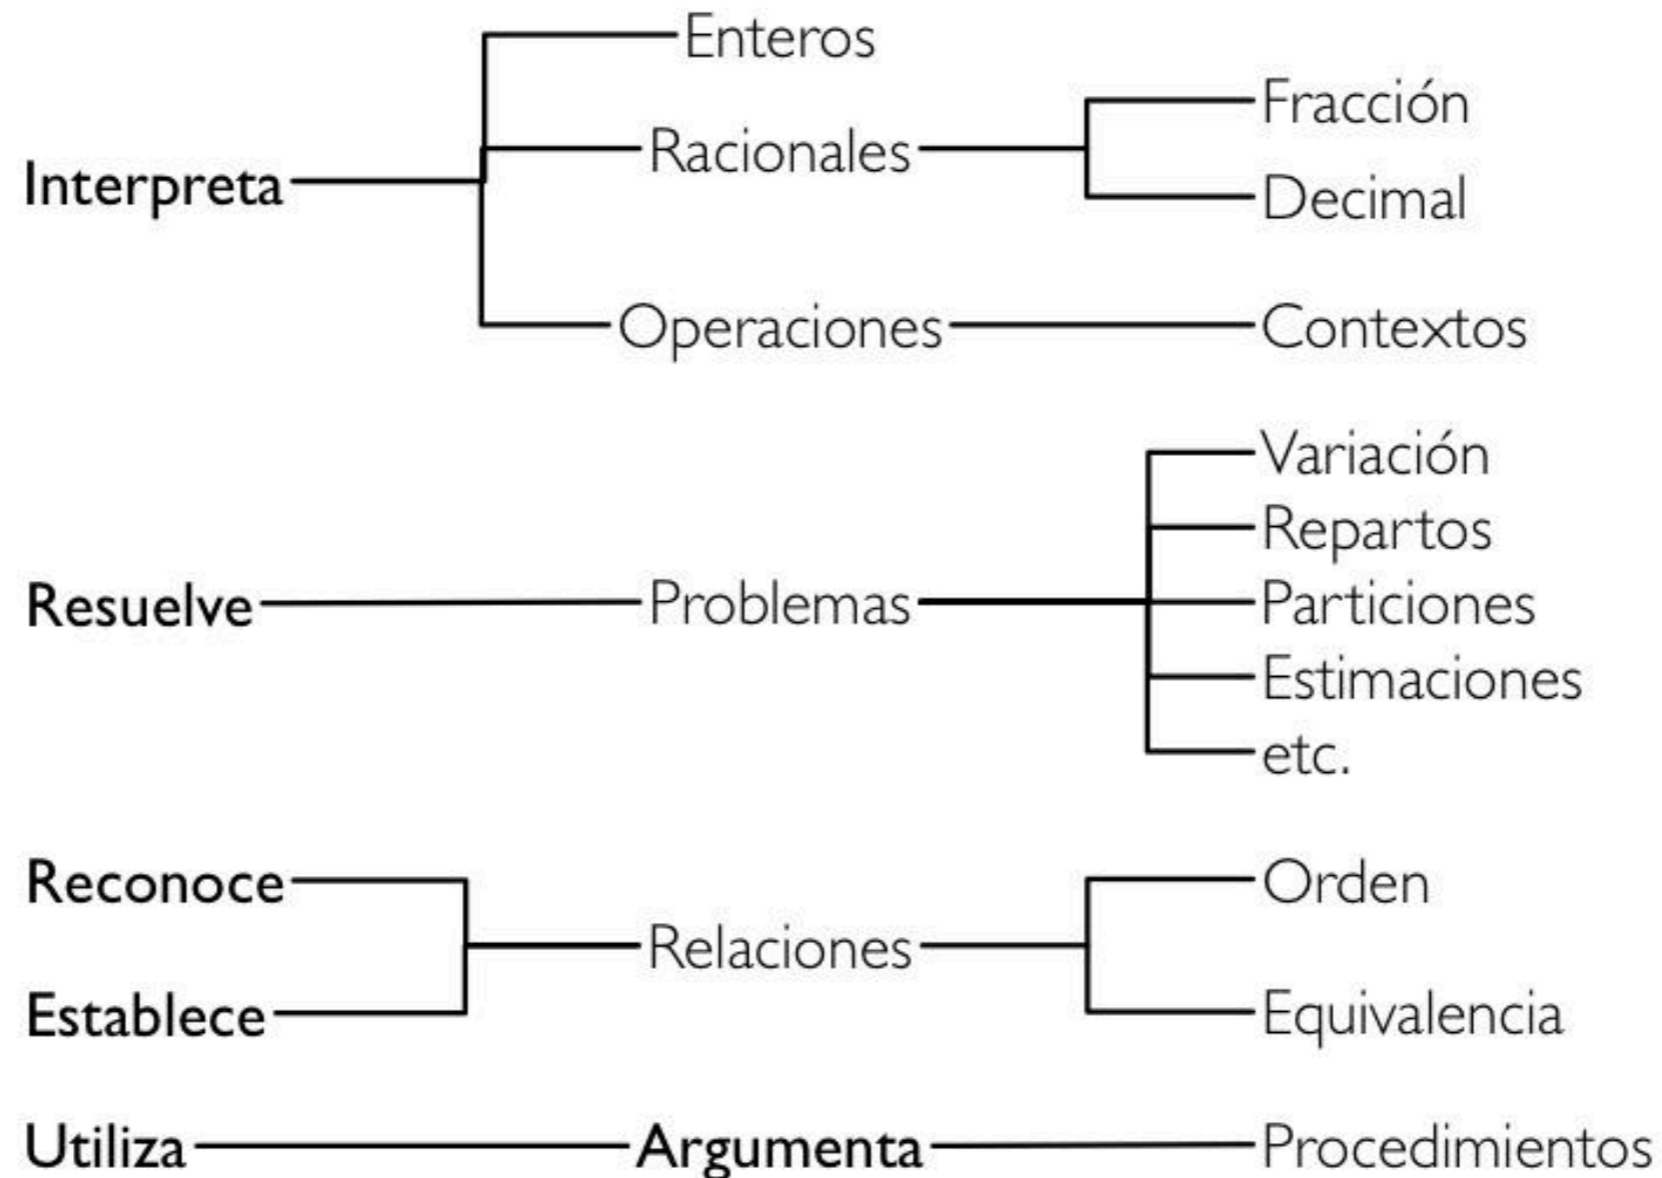 Enteros
Fracción
Racionales
Interpreta
Decimal
Operaciones
Contextos
Variación
Repartos
Resuelve
Problemas
Particiones
Estimaciones
etc.
Reconoce
Orden
Relaciones
Establece
Equivalencia
Utiliza
Argumenta
Procedimientos